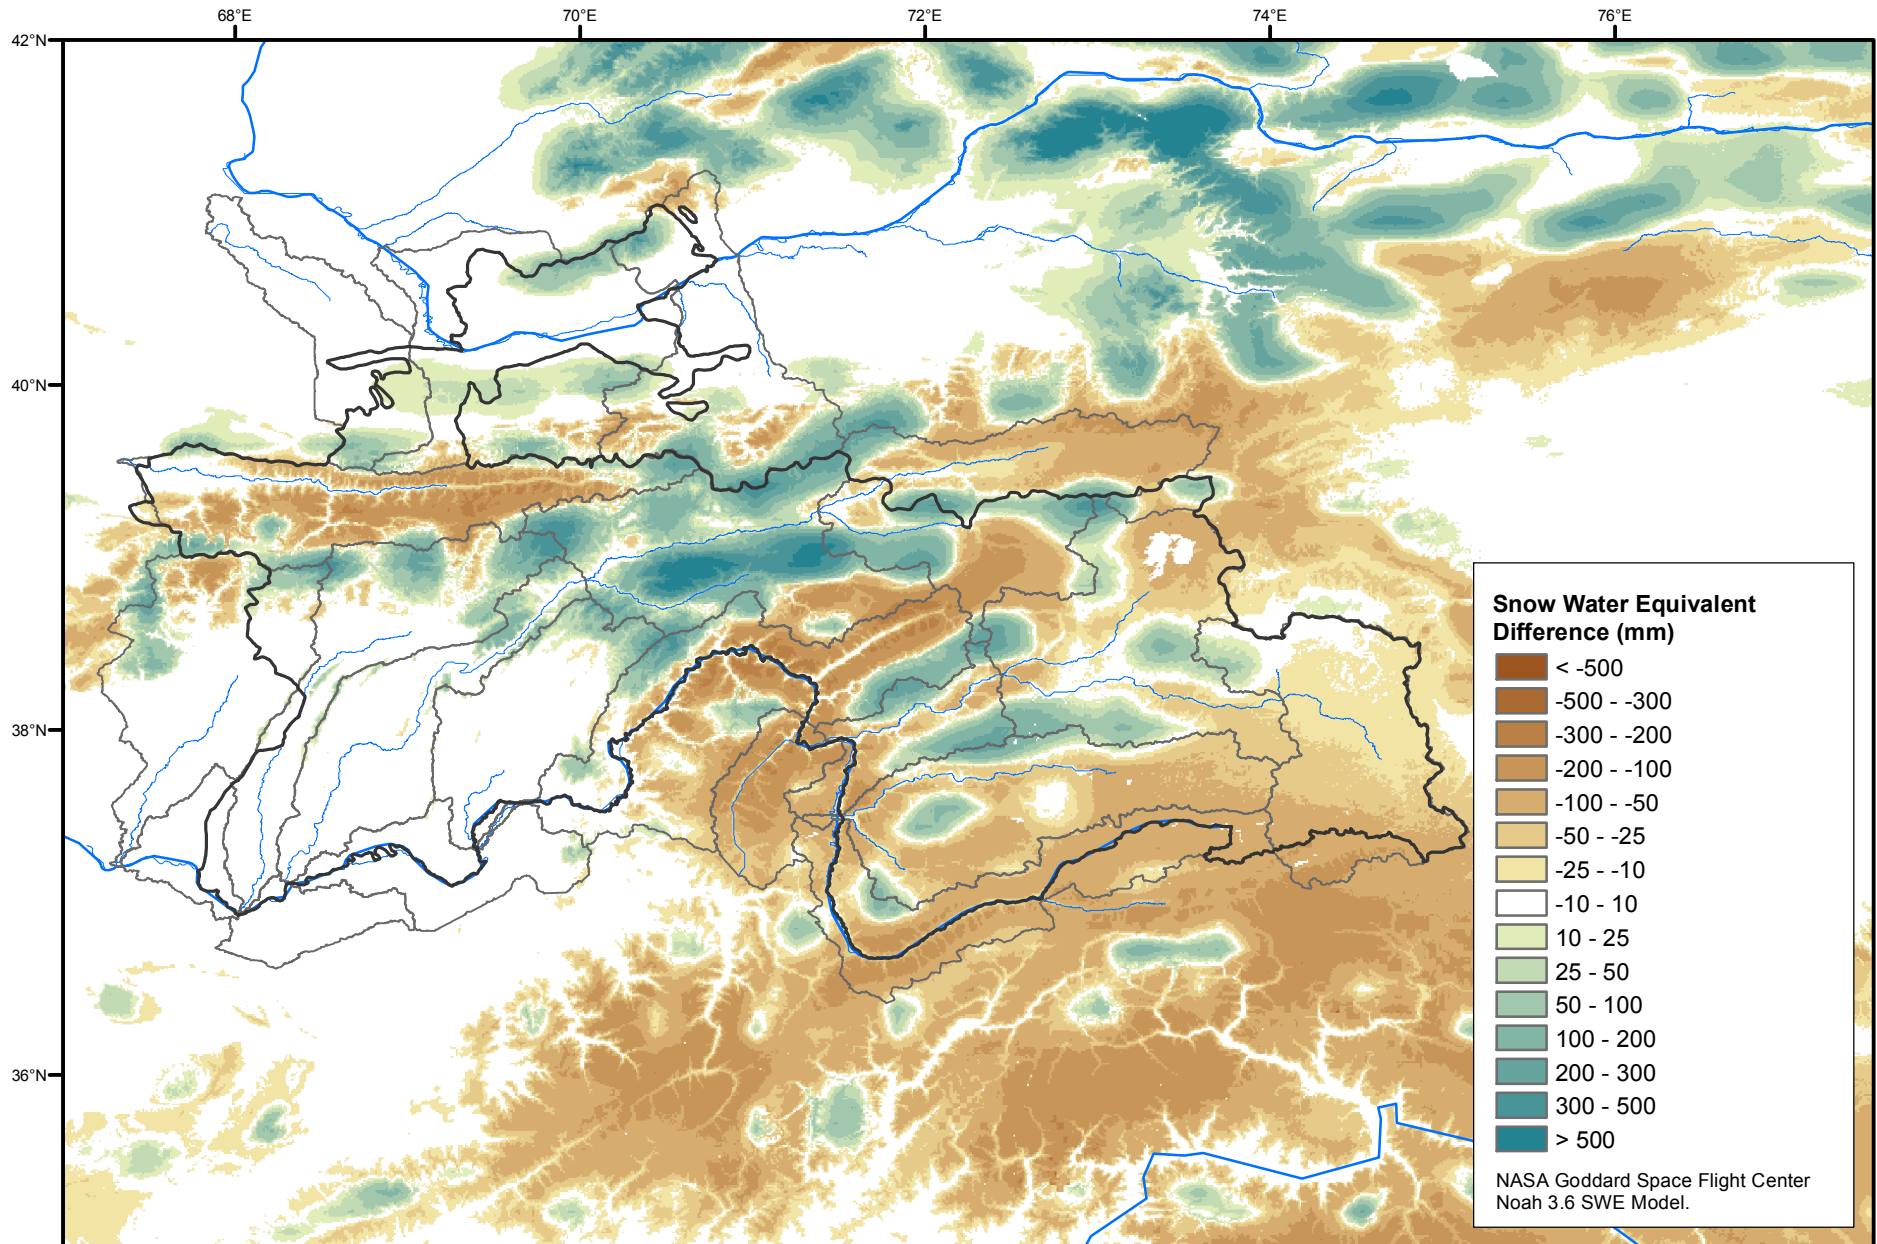 68°E 70°E 72°E 74°E 76°E
42°N
40°N
38°N
36°N
Snow Water Equivalent
Difference (mm)
< -500
-500 - -300
-300 - -200
-200 - -100
-100 - -50
-50 - -25
-25 - -10
-10 - 10
10 - 25
25 - 50
50 - 100
100 - 200
200 - 300
300 - 500
> 500
NASA Goddard Space Flight Center
Noah 3.6 SWE Model.